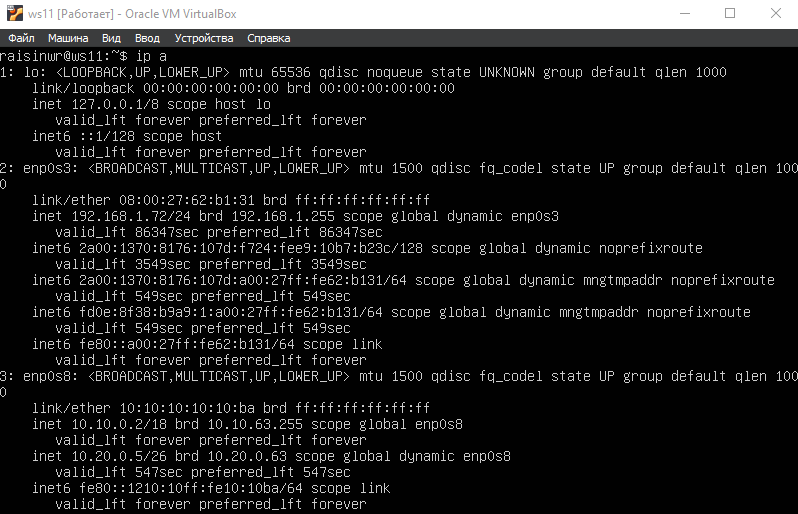 ws11 [Работает] - Oracle VM VirtualBox
Файл Машина Вид Ввод Устройства Справка
raisinwr@ws11:~$ ip a
1: lo: <LOOPBACK,UP,LOWER_UP> mtu 65536 qdisc noqueue state UNKNOWN group default qlen 1000
    link/loopback 00:00:00:00:00:00 brd 00:00:00:00:00:00
    inet 127.0.0.1/8 scope host lo
       valid_lft forever preferred_lft forever
    inet6 ::1/128 scope host
       valid_lft forever preferred_lft forever
2: enp0s3: <BROADCAST,MULTICAST,UP,LOWER_UP> mtu 1500 qdisc fq_codel state UP group default qlen 100
0
    link/ether 08:00:27:62:b1:31 brd ff:ff:ff:ff:ff:ff
    inet 192.168.1.72/24 brd 192.168.1.255 scope global dynamic enp0s3
       valid_lft 86347sec preferred_lft 86347sec
    inet6 2a00:1370:8176:107d:f724:fee9:10b7:b23c/128 scope global dynamic noprefixroute
       valid_lft 3549sec preferred_lft 3549sec
    inet6 2a00:1370:8176:107d:a00:27ff:fe62:b131/64 scope global dynamic mngtmpaddr noprefixroute
       valid_lft 549sec preferred_lft 549sec
    inet6 fd0e:8f38:b9a9:1:a00:27ff:fe62:b131/64 scope global dynamic mngtmpaddr noprefixroute
       valid_lft 549sec preferred_lft 549sec
    inet6 fe80::a00:27ff:fe62:b131/64 scope link
       valid_lft forever preferred_lft forever
3: enp0s8: <BROADCAST,MULTICAST,UP,LOWER_UP> mtu 1500 qdisc fq_codel state UP group default qlen 100
0
    link/ether 10:10:10:10:10:ba brd ff:ff:ff:ff:ff:ff
    inet 10.10.0.2/18 brd 10.10.63.255 scope global enp0s8
       valid_lft forever preferred_lft forever
    inet 10.20.0.5/26 brd 10.20.0.63 scope global dynamic enp0s8
       valid_lft 547sec preferred_lft 547sec
    inet6 fe80::1210:10ff:fe10:10ba/64 scope link
       valid_lft forever preferred_lft forever